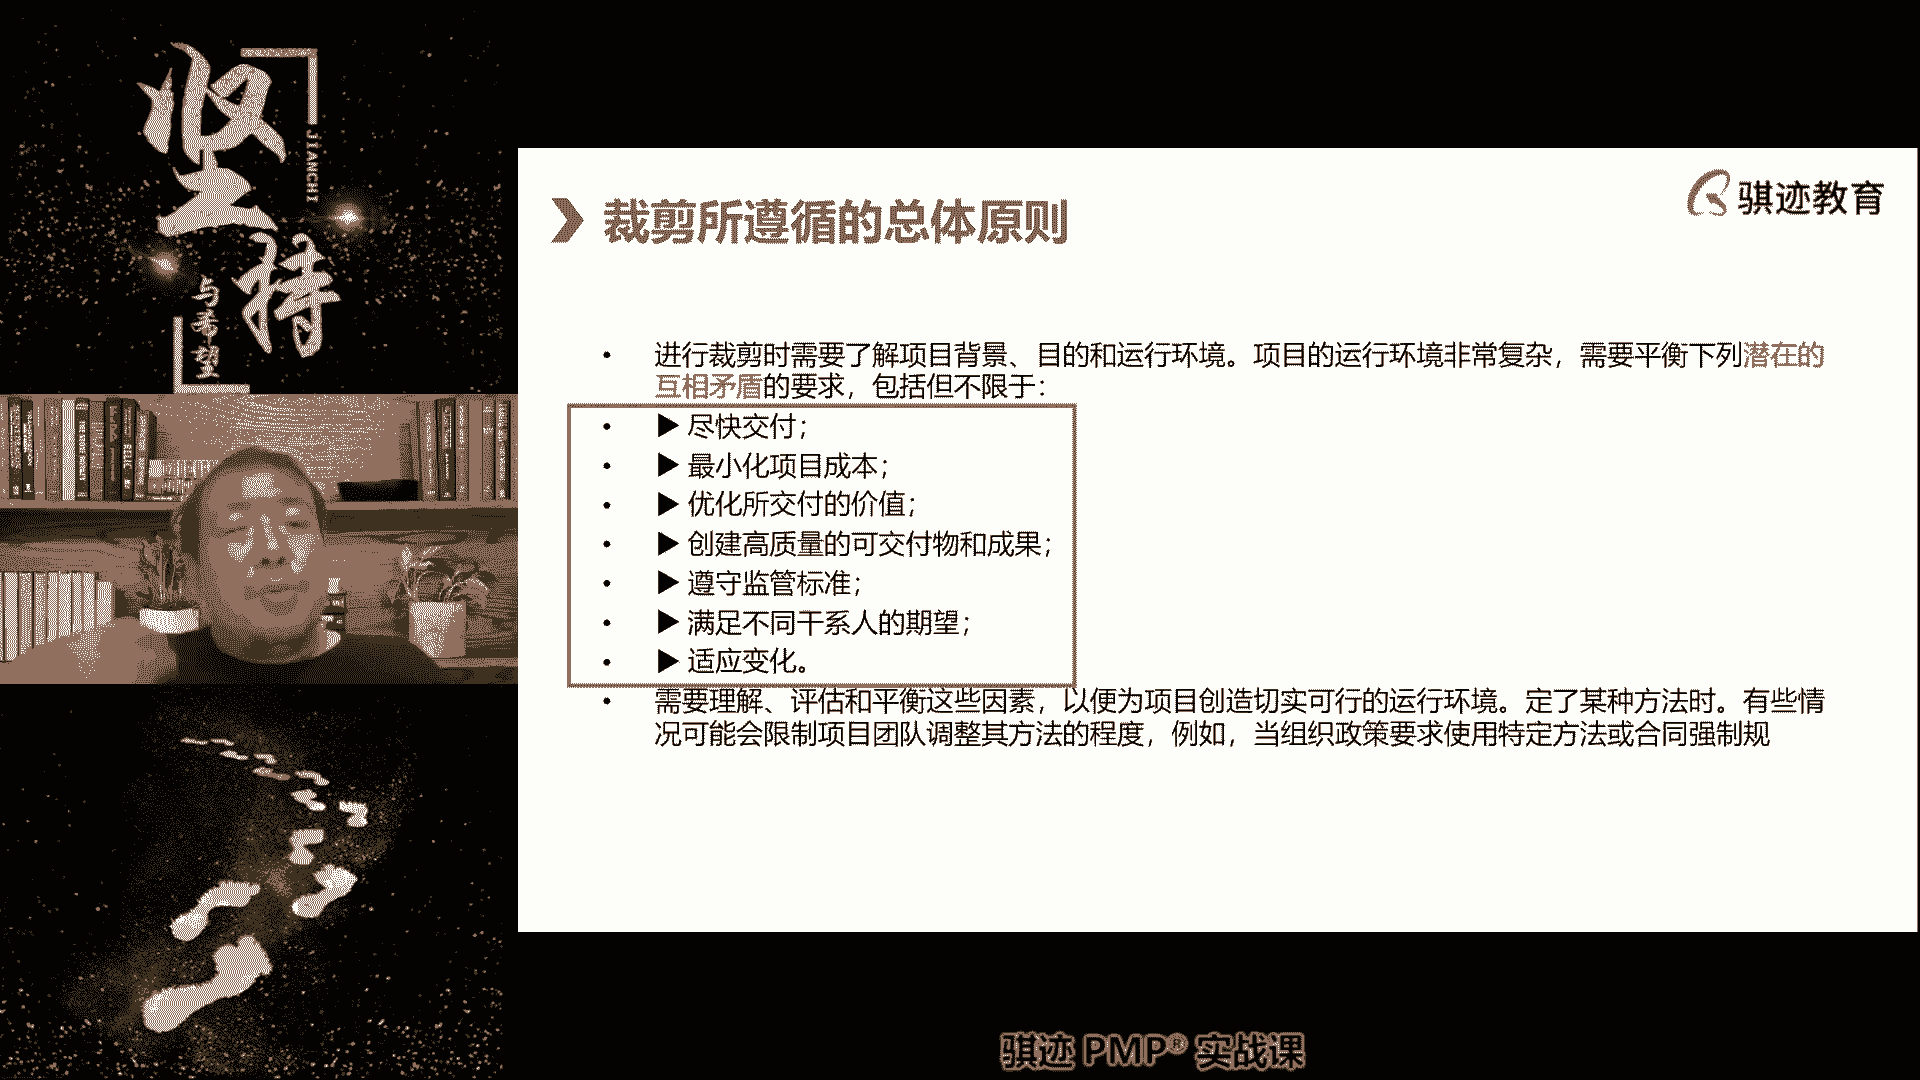 坚持
JIANCHI
与希望
骐迹教育
裁剪所遵循的总体原则
• 进行裁剪时需要了解项目背景、目的和运行环境。项目的运行环境非常复杂，需要平衡下列潜在的
互相矛盾的要求，包括但不限于：
• ▶ 尽快交付；
• ▶ 最小化项目成本；
• ▶ 优化所交付的价值；
• ▶ 创建高质量的可交付物和成果；
• ▶ 遵守监管标准；
• ▶ 满足不同干系人的期望；
• ▶ 适应变化。
• 需要理解、评估和平衡这些因素，以便为项目创造切实可行的运行环境。定了某种方法时。有些情
况可能会限制项目团队调整其方法的程度，例如，当组织政策要求使用特定方法或合同强制规
骐迹 PMP® 实战课